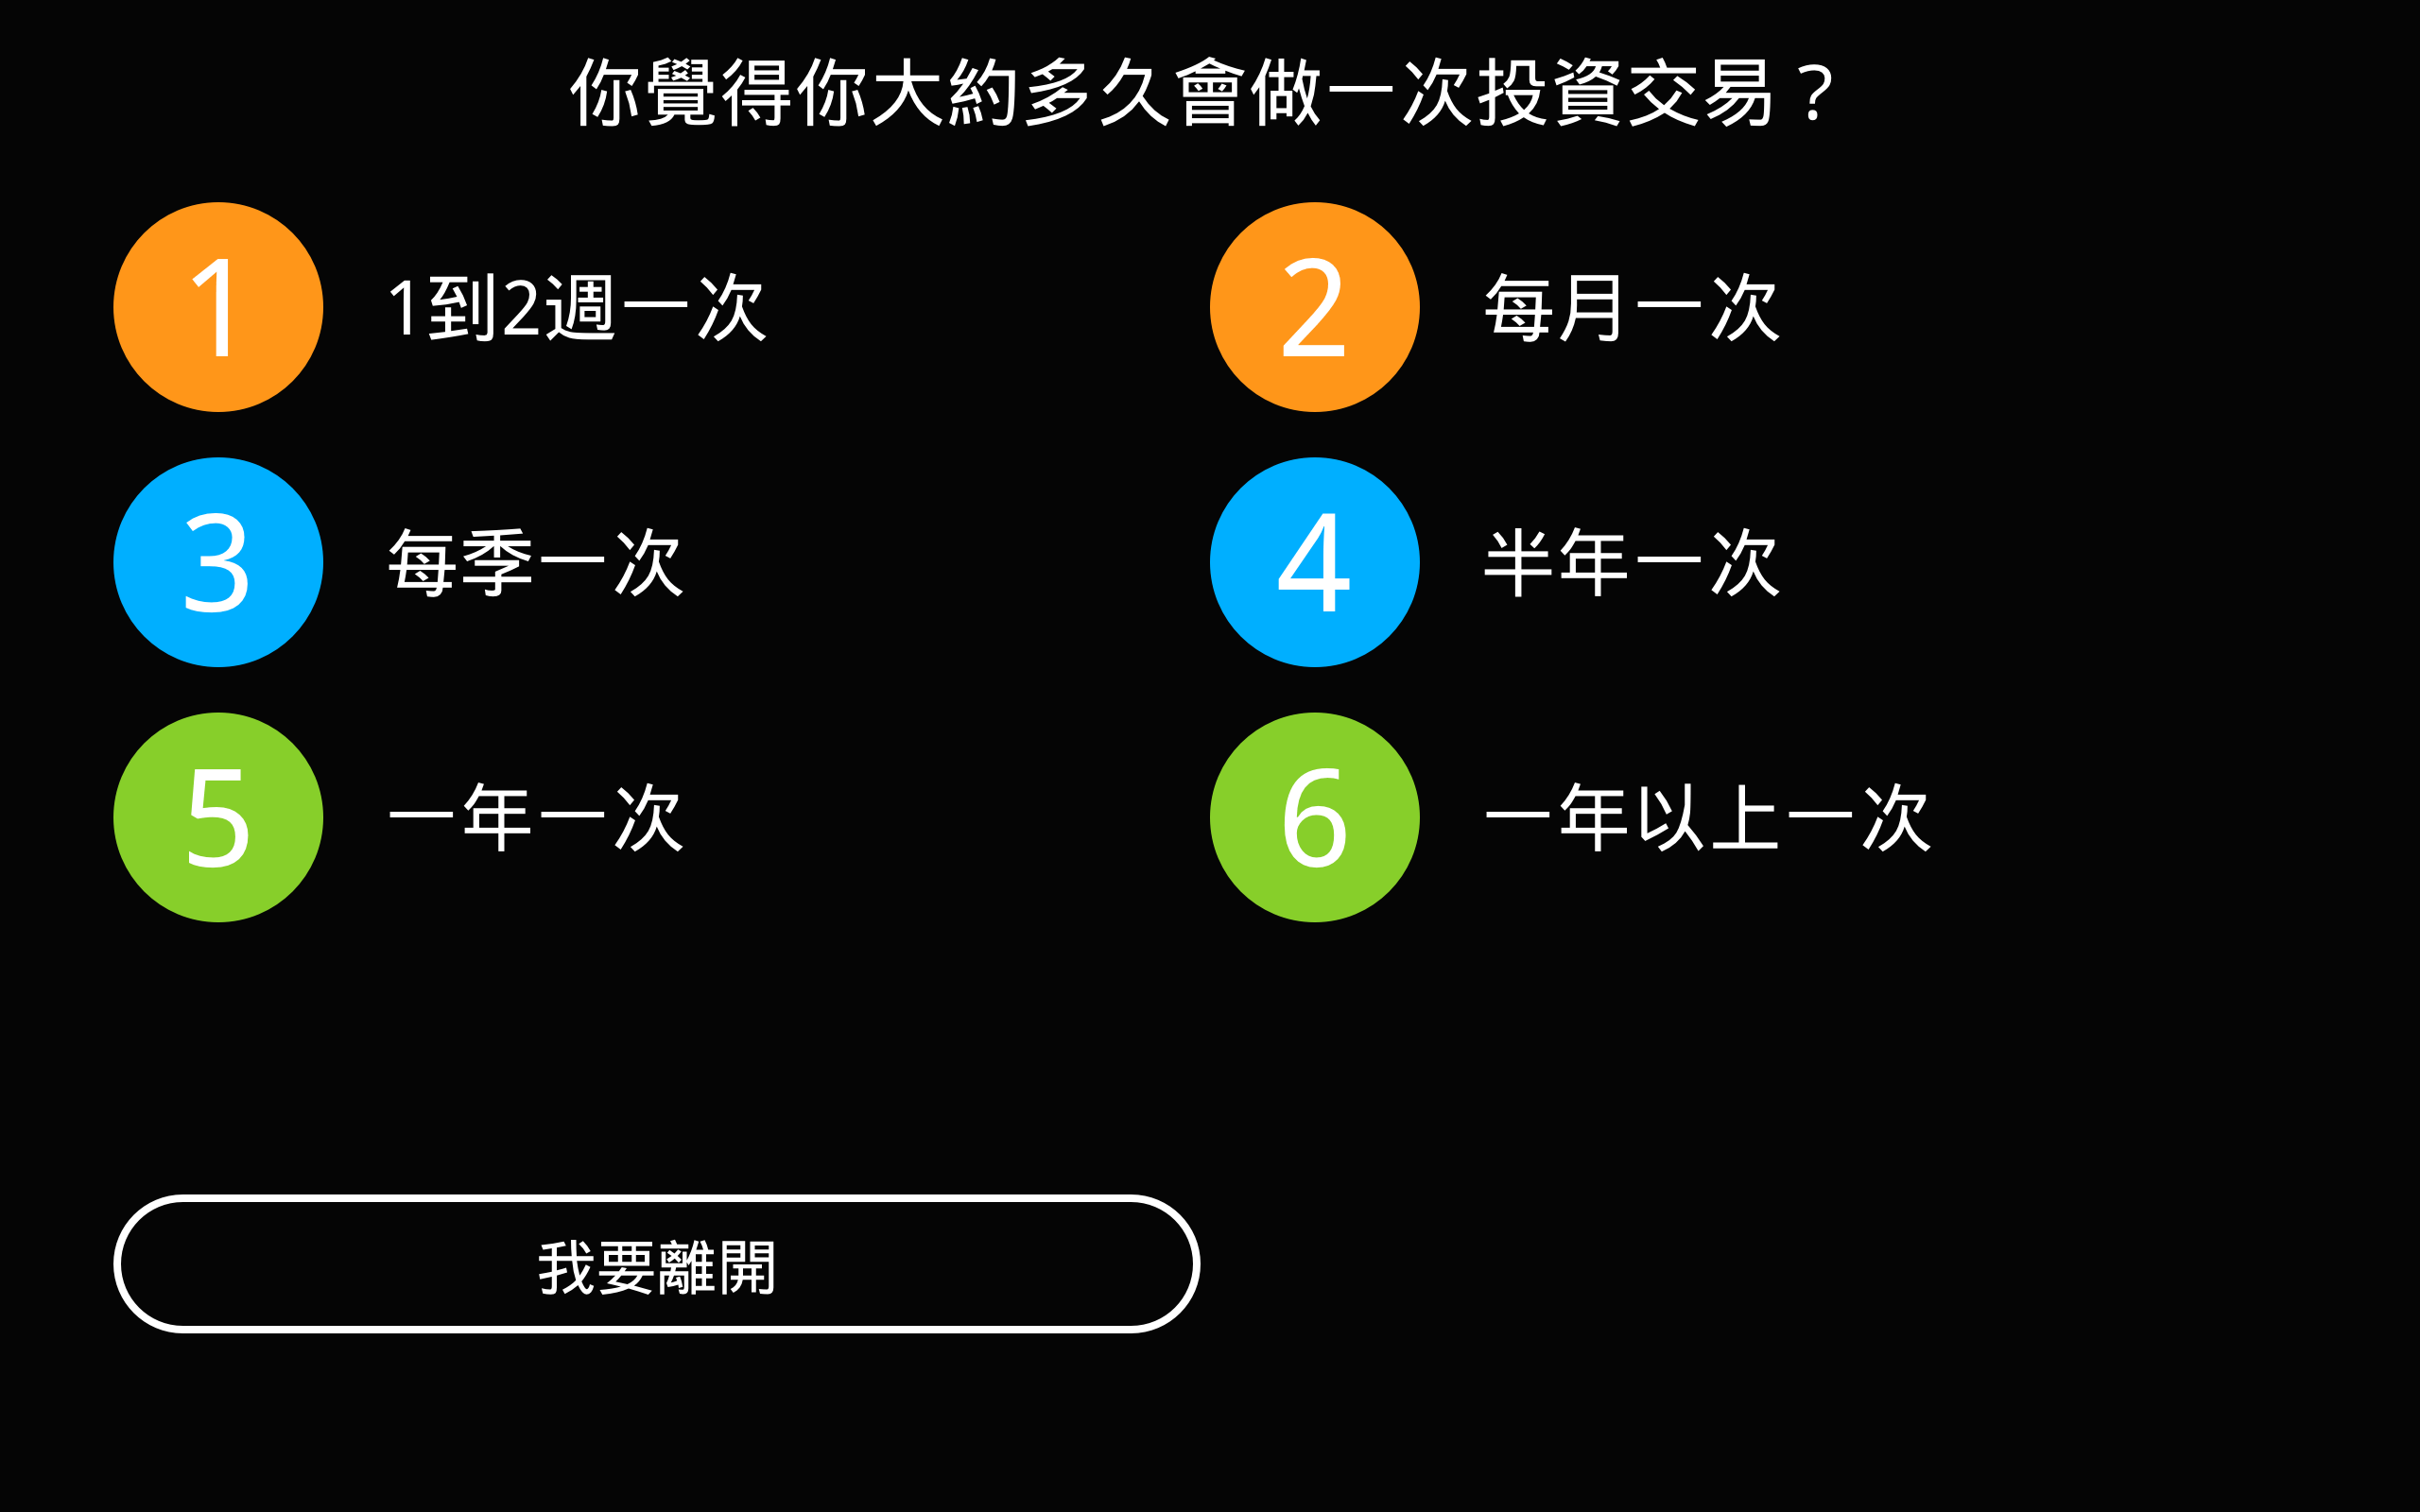 你覺得你大約多久會做一次投資交易？
1 1到2週一次
2 每月一次
3 每季一次
4 半年一次
5 一年一次
6 一年以上一次
我要離開